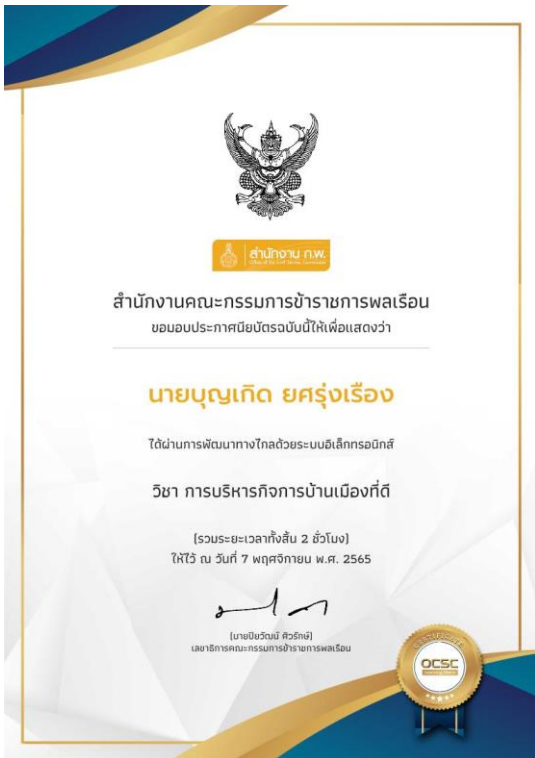 สำนักงาน ก.พ.
Office of the Civil Service Commission
สำนักงานคณะกรรมการข้าราชการพลเรือน
ขอมอบประกาศนียบัตรฉบับนี้ให้เพื่อแสดงว่า
นายบุญเกิด ยศรุ่งเรือง
ได้ผ่านการพัฒนาทางไกลด้วยระบบอิเล็กทรอนิกส์
วิชา การบริหารกิจการบ้านเมืองที่ดี
(รวมระยะเวลาทั้งสิ้น 2 ชั่วโมง)
ให้ไว้ ณ วันที่ 7 พฤศจิกายน พ.ศ. 2565
(นายปิยวัฒน์ ศิวรักษ์)
เลขาธิการคณะกรรมการข้าราชการพลเรือน
CERTIFICATE
OCSC